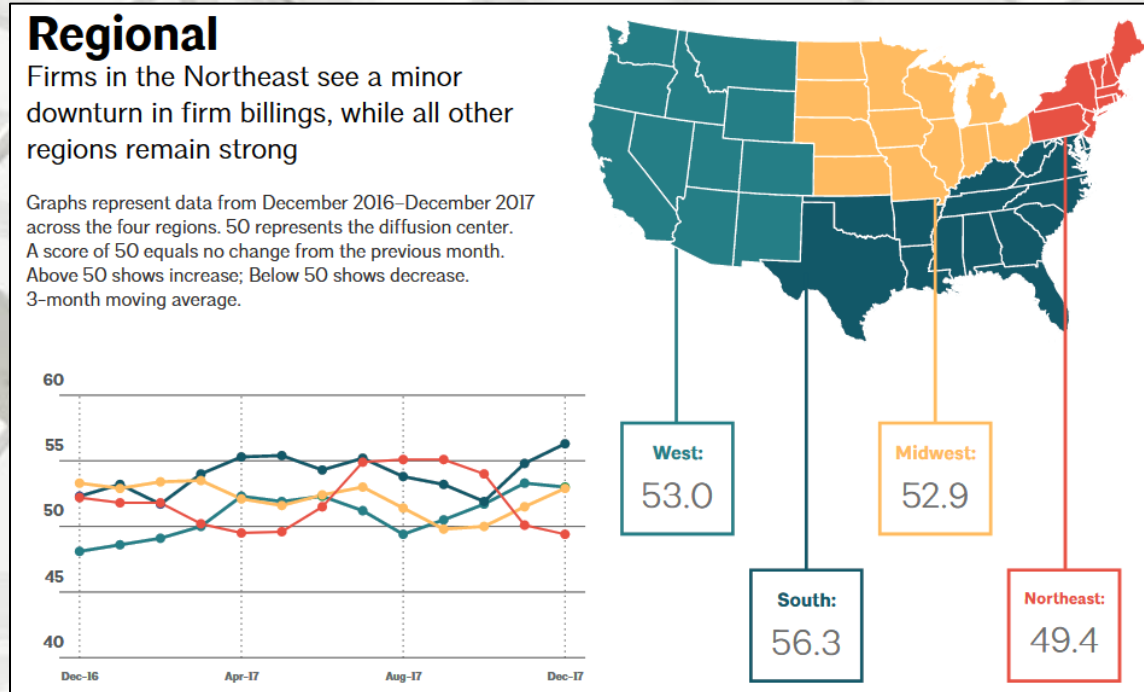 Regional
Firms in the Northeast see a minor
downturn in firm billings, while all other
regions remain strong
Graphs represent data from December 2016–December 2017
across the four regions. 50 represents the diffusion center.
A score of 50 equals no change from the previous month.
Above 50 shows increase; Below 50 shows decrease.
3-month moving average.
60
55
50
45
40
Dec-16
Apr-17
Aug-17
Dec-17
West:
53.0
Midwest:
52.9
South:
56.3
Northeast:
49.4